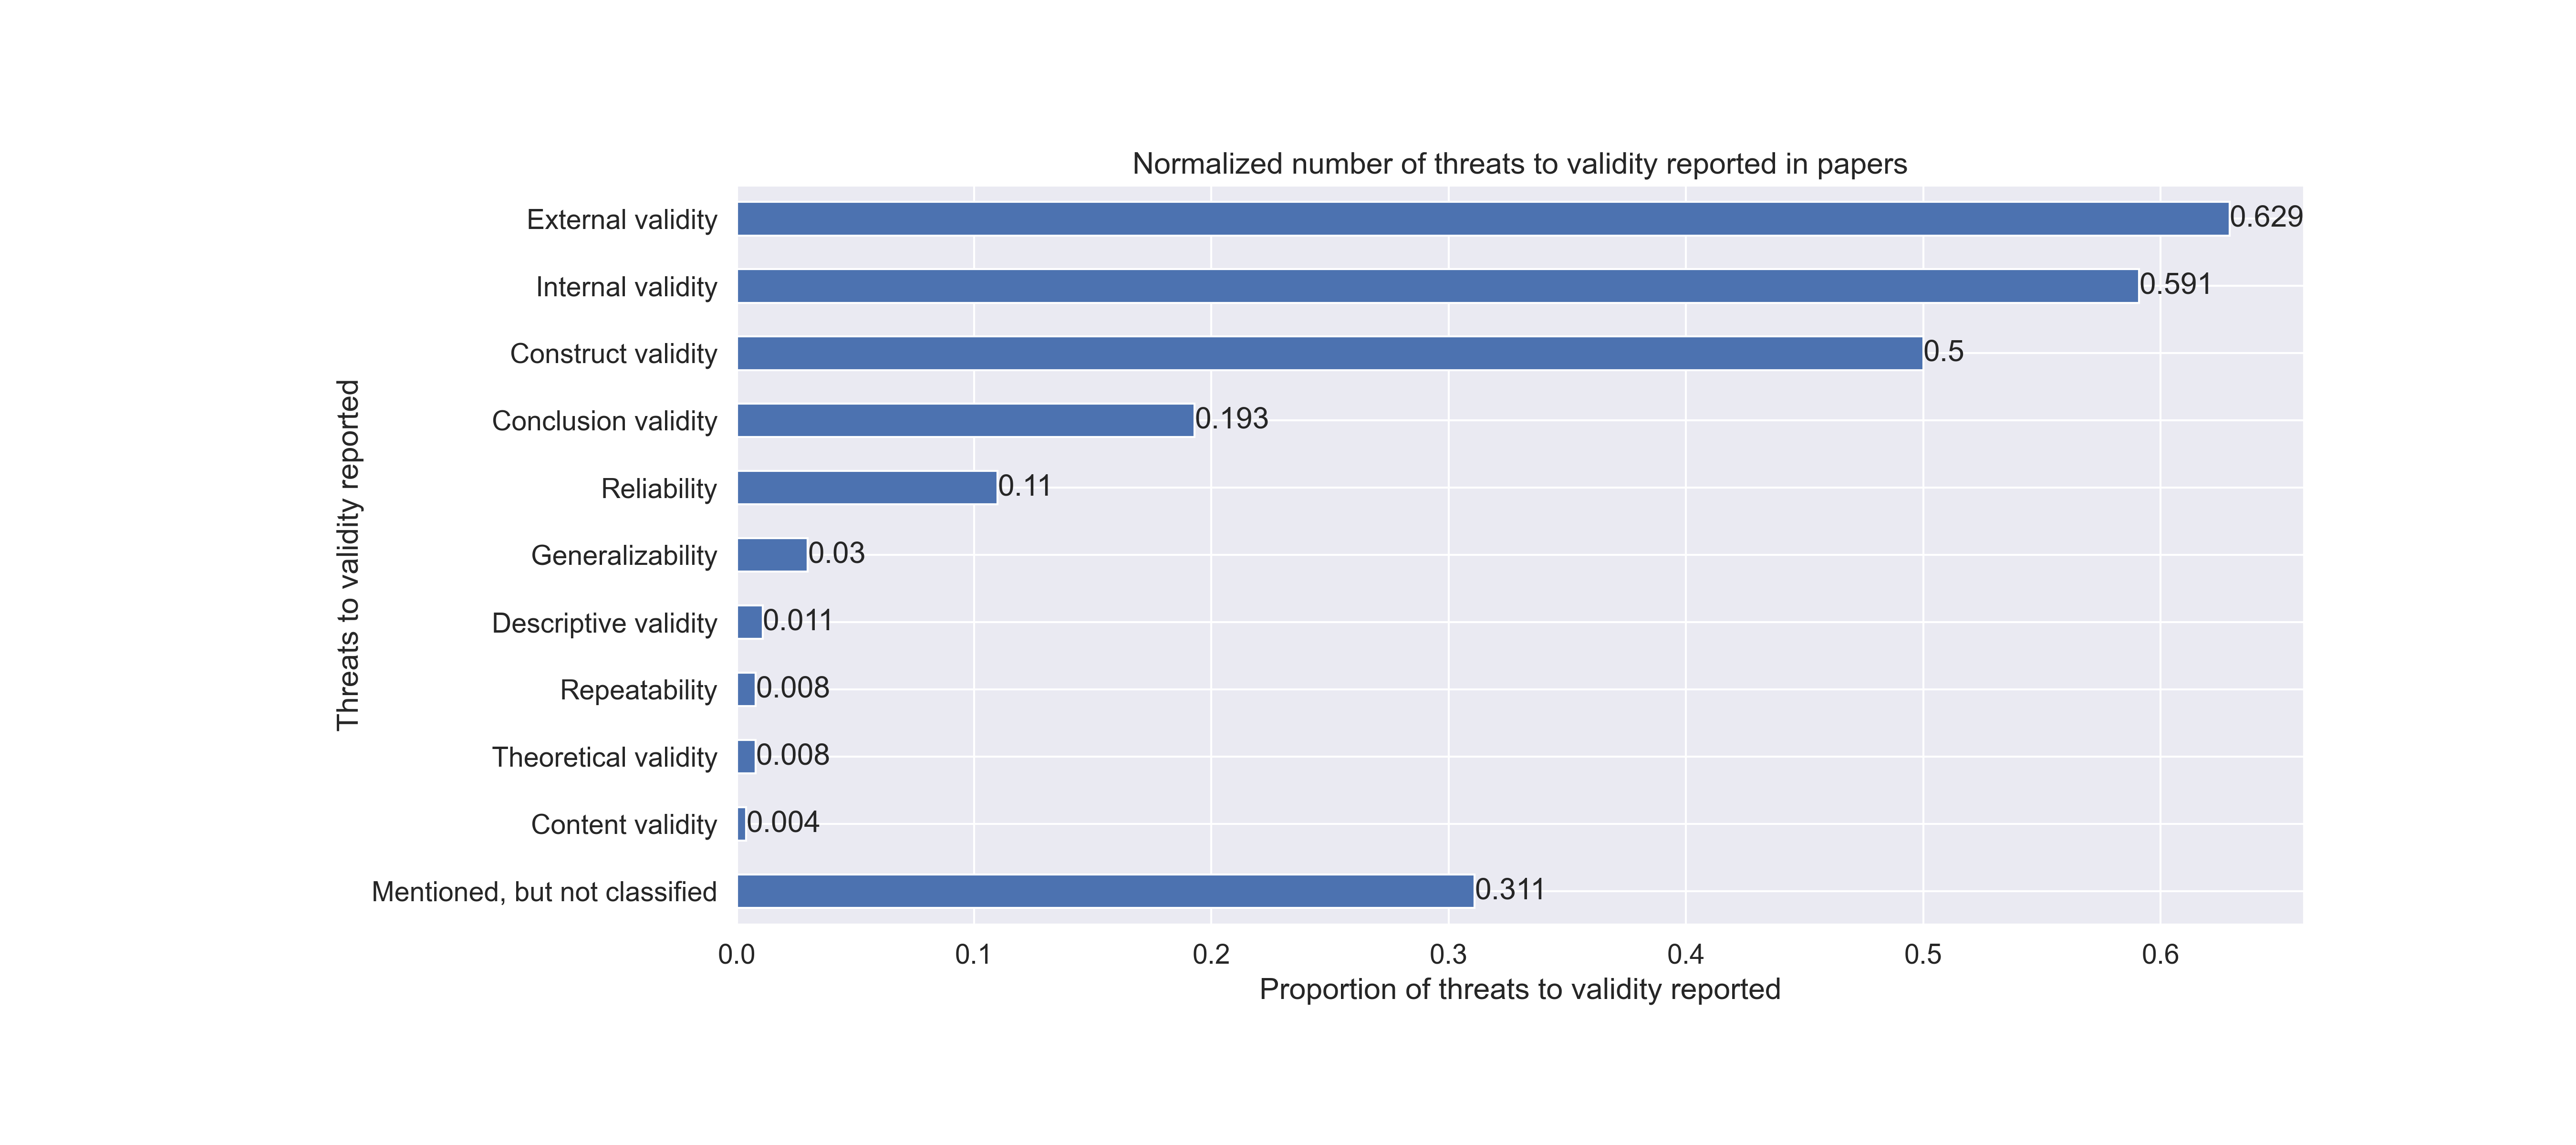 Normalized number of threats to validity reported in papers
Threats to validity reported
External validity 0.629
Internal validity 0.591
Construct validity 0.5
Conclusion validity 0.193
Reliability 0.11
Generalizability 0.03
Descriptive validity 0.011
Repeatability 0.008
Theoretical validity 0.008
Content validity 0.004
Mentioned, but not classified 0.311
0.0 0.1 0.2 0.3 0.4 0.5 0.6
Proportion of threats to validity reported